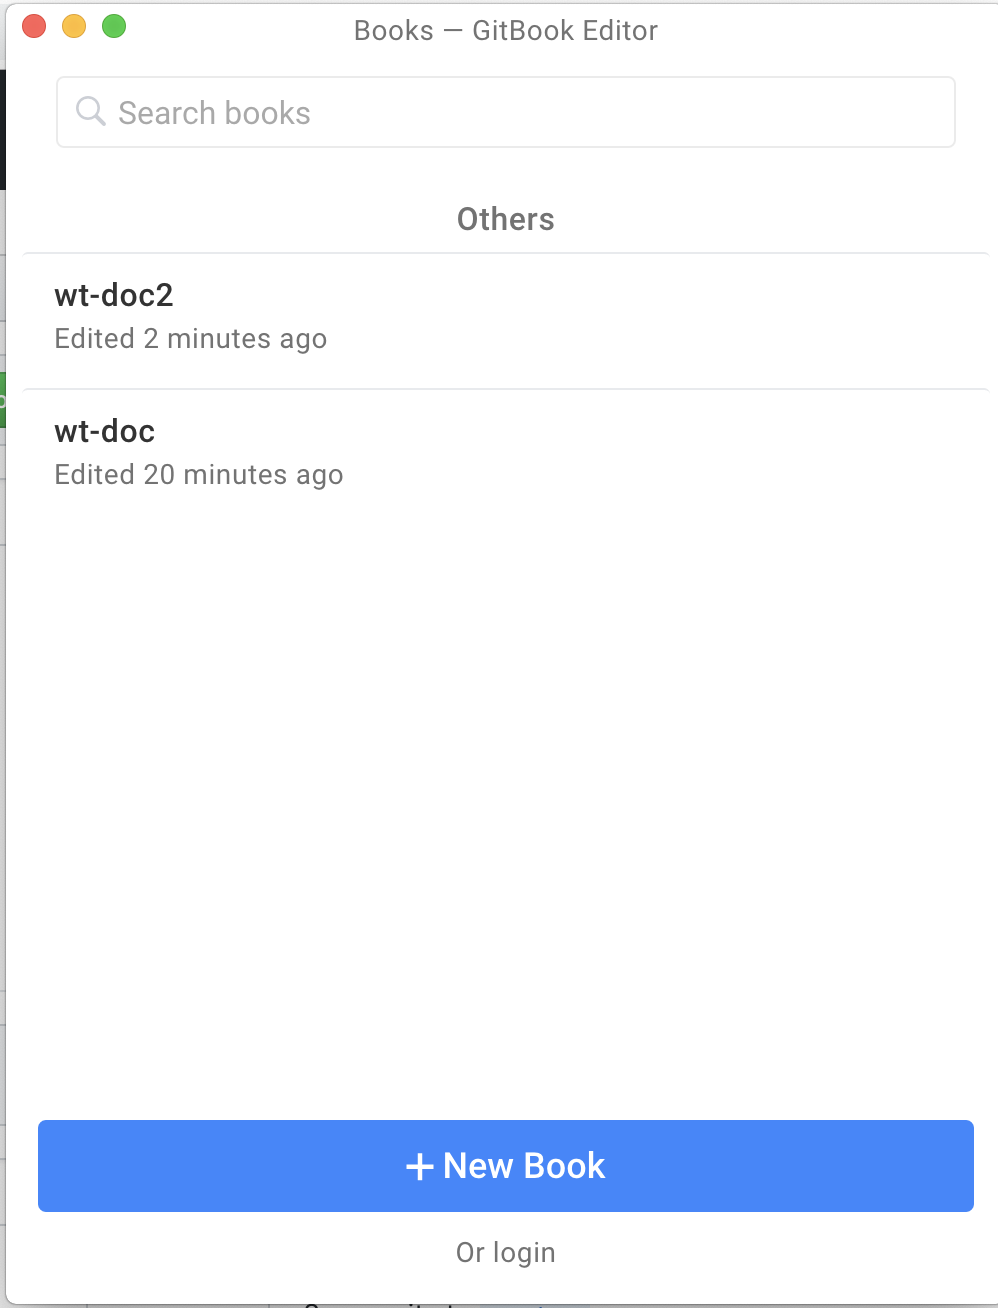 Books — GitBook Editor
Search books
Others
wt-doc2
Edited 2 minutes ago
wt-doc
Edited 20 minutes ago
+ New Book
Or login